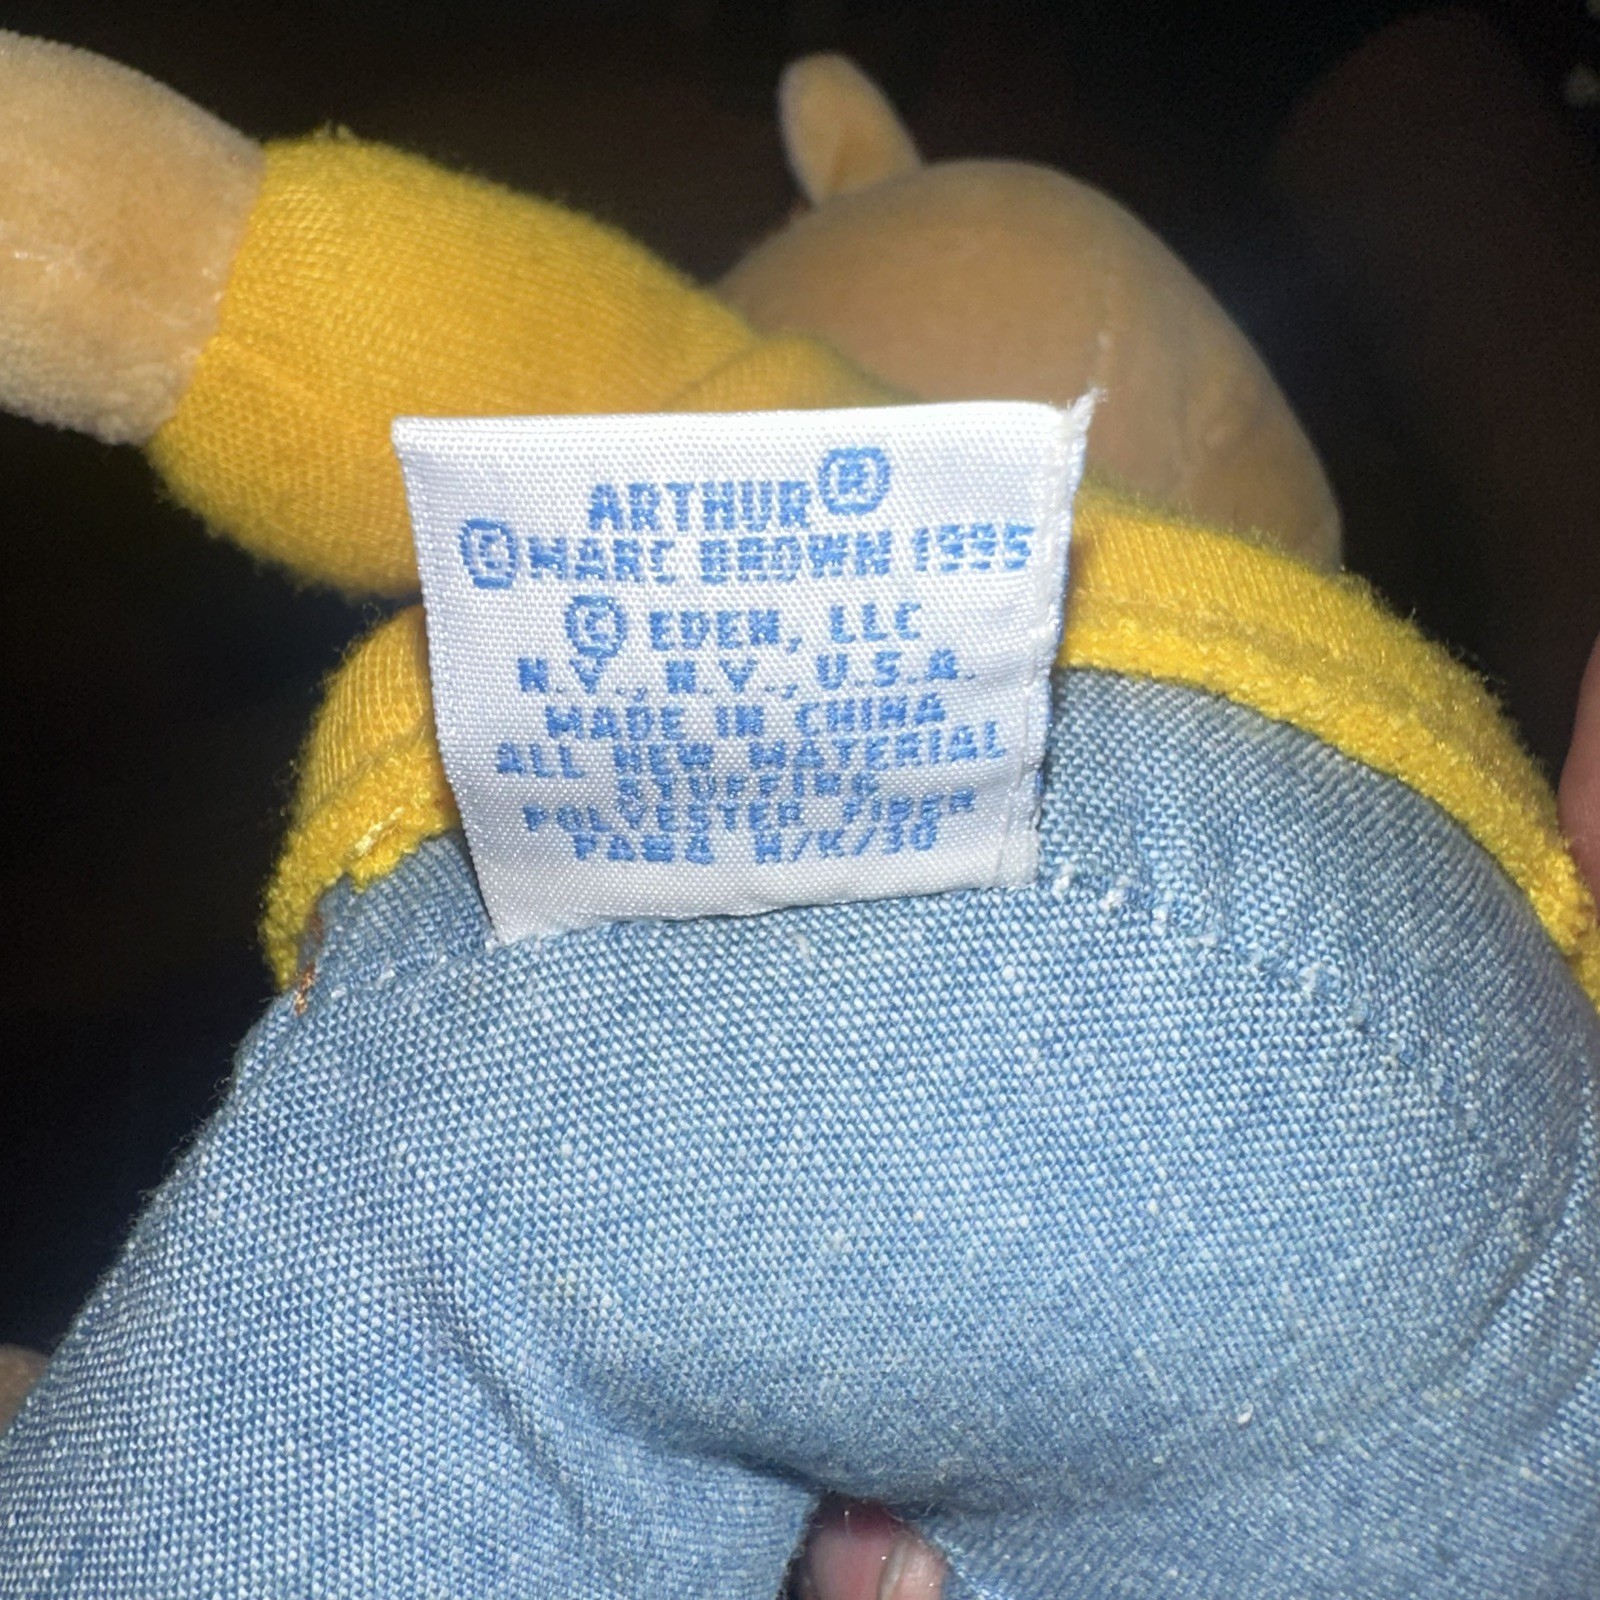 ARTHUR®
© MARC BROWN 1995
© EDEN, LLC
N.Y., N.Y., U.S.A.
MADE IN CHINA
ALL NEW MATERIAL
STUFFING
POLYESTER FIBER